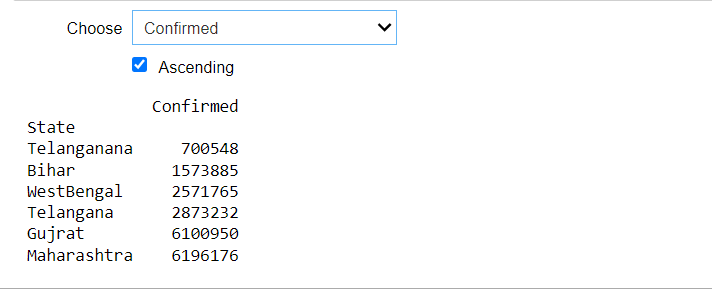 Choose Confirmed
Ascending
Confirmed
State
Telanganana 700548
Bihar 1573885
WestBengal 2571765
Telangana 2873232
Gujrat 6100950
Maharashtra 6196176